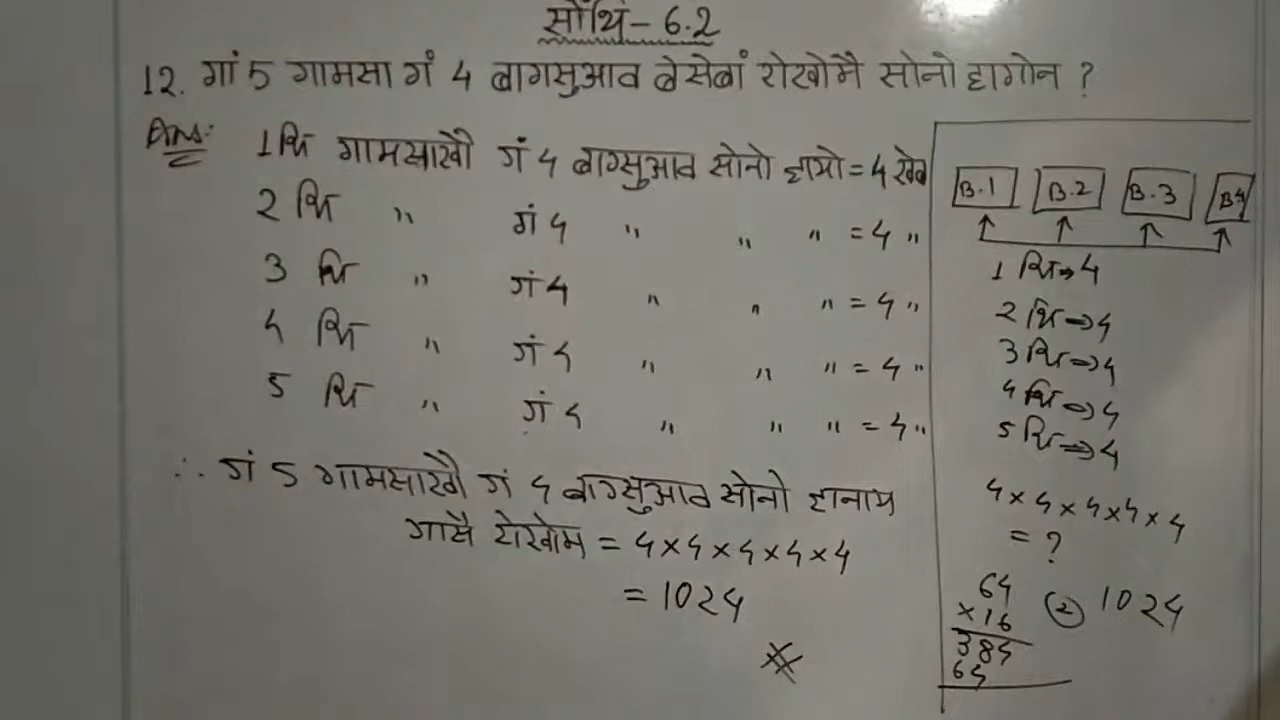 सोंथि - 6.2
12. गां 5 गामसा गं 4 बागसुआव बेसेबां रोखोमै सोनो हागोन ?
Ans: 1थि गामसाखौ गं 4 बागसुआव सोनो हायो = 4 खेब
2 थि " गं 4 " " " = 4 "
3 थि " गं 4 " " " = 4 "
4 थि " गं 4 " " " = 4 "
5 थि " गं 4 " " " = 4 "
∴ गं 5 गामसाखौ गं 4 बागसुआव सोनो हानाय
गासै रोखोम = 4 × 4 × 4 × 4 × 4
= 1024
B.1 B.2 B.3 B4
1 थि → 4
2 थि → 4
3 थि → 4
4 थि → 4
5 थि → 4
4 × 4 × 4 × 4 × 4
= ?
64
×16
384
64
1024